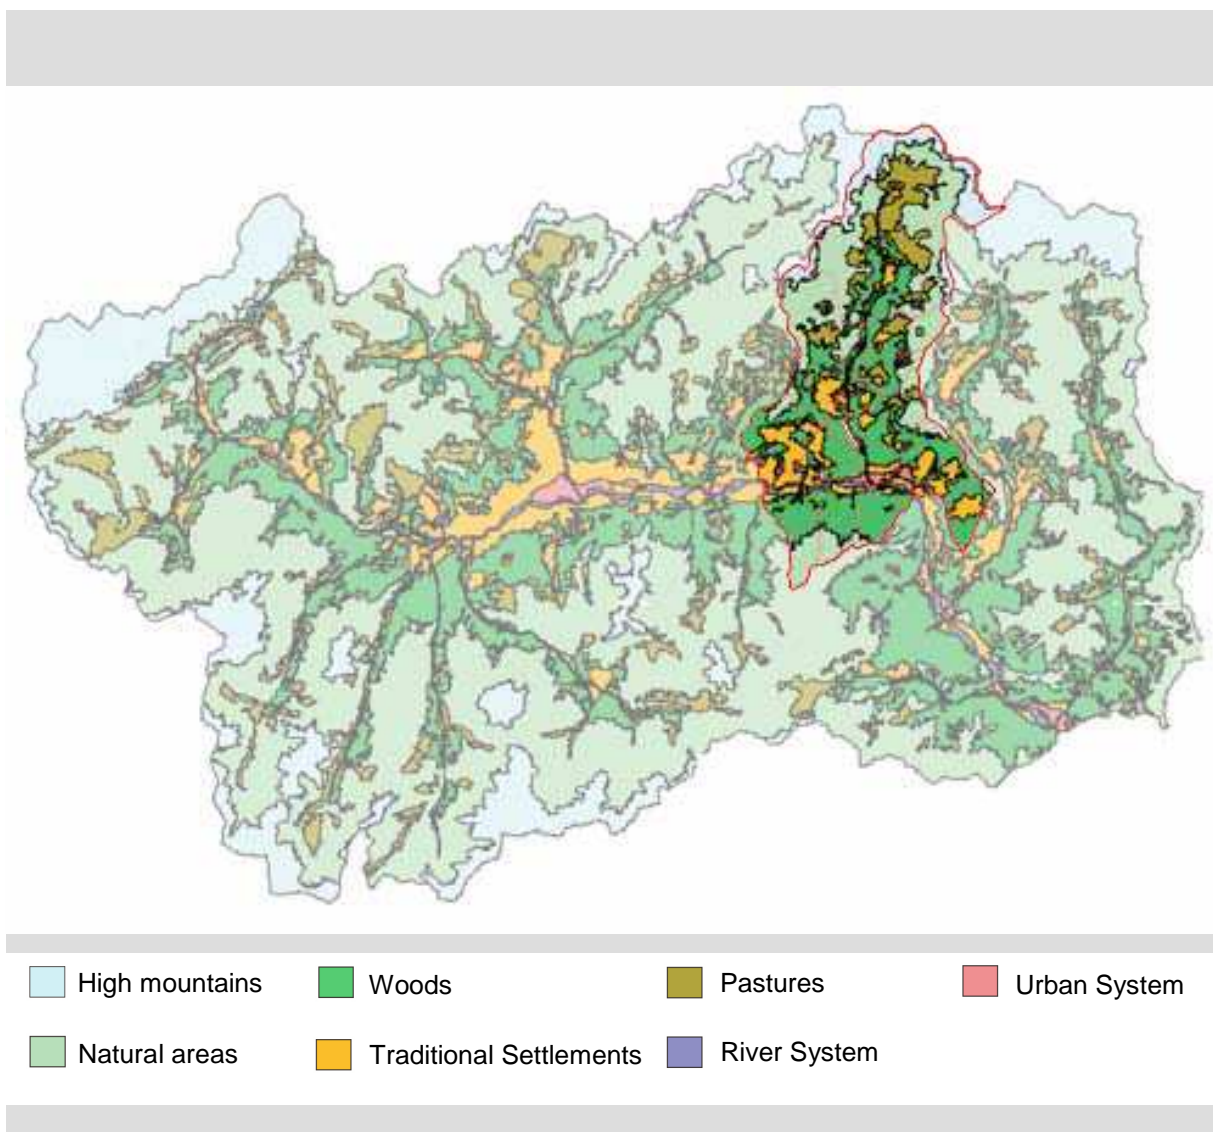 High mountains
Woods
Pastures
Urban System
Natural areas
Traditional Settlements
River System